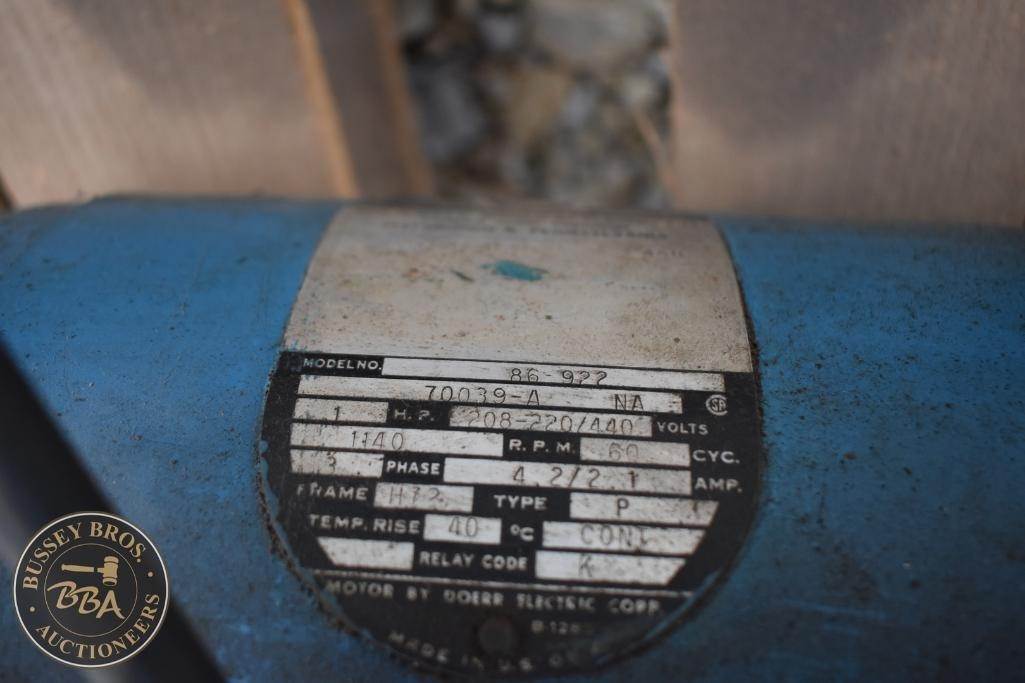 MODEL NO. 86-922
70039-A NA SA
1 H.P. 208-220/440 VOLTS
1140 R.P.M. 60 CYC.
3 PHASE 4.2/2.1 AMP.
FRAME H72 TYPE P
TEMP. RISE 40 °C CONT
RELAY CODE K
MOTOR BY DOERR ELECTRIC CORP.
MADE IN U.S. OF
BUSSEY BROS.
BBA
AUCTIONEERS